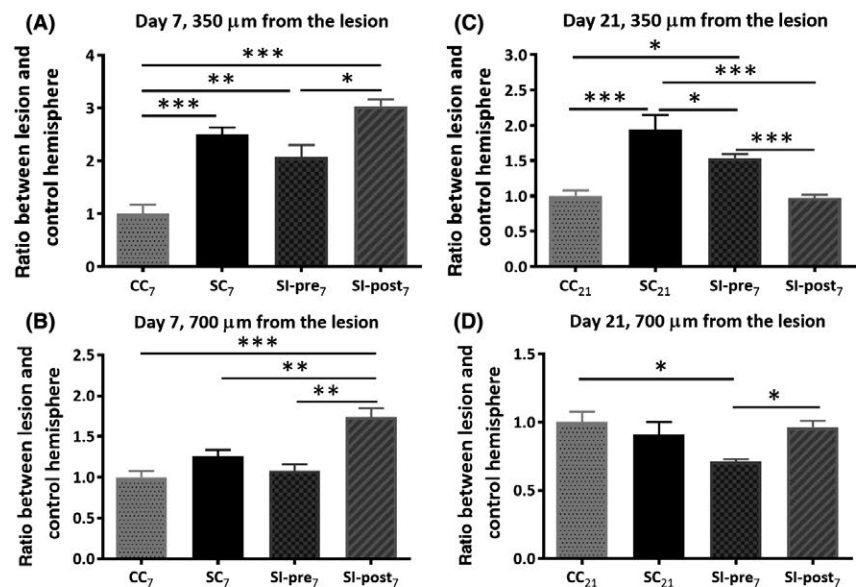 (A)
Day 7, 350 μm from the lesion
Ratio between lesion and
control hemisphere
4
3
2
1
0
***
**
*
***
CC7
SC7
SI-pre7
SI-post7
(B)
Day 7, 700 μm from the lesion
Ratio between lesion and
control hemisphere
2.5
2.0
1.5
1.0
0.5
0.0
***
**
**
CC7
SC7
SI-pre7
SI-post7
(C)
Day 21, 350 μm from the lesion
Ratio between lesion and
control hemisphere
3.0
2.5
2.0
1.5
1.0
0.5
0.0
*
***
***
*
***
CC21
SC21
SI-pre7
SI-post7
(D)
Day 21, 700 μm from the lesion
Ratio between lesion and
control hemisphere
1.5
1.0
0.5
0.0
*
*
CC21
SC21
SI-pre7
SI-post7